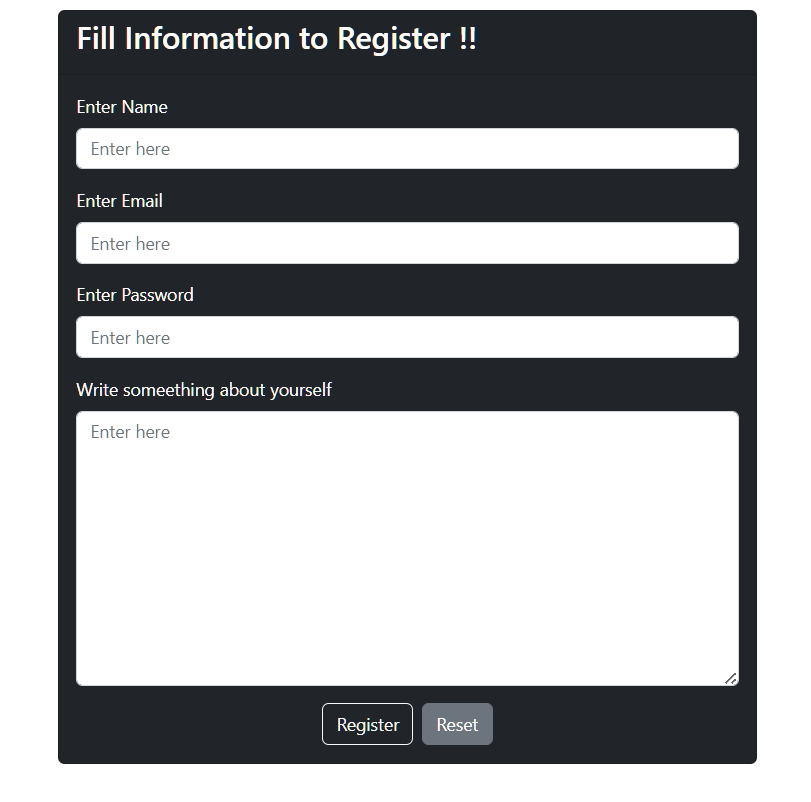 Fill Information to Register !!
Enter Name
Enter here
Enter Email
Enter here
Enter Password
Enter here
Write someething about yourself
Enter here
Register Reset